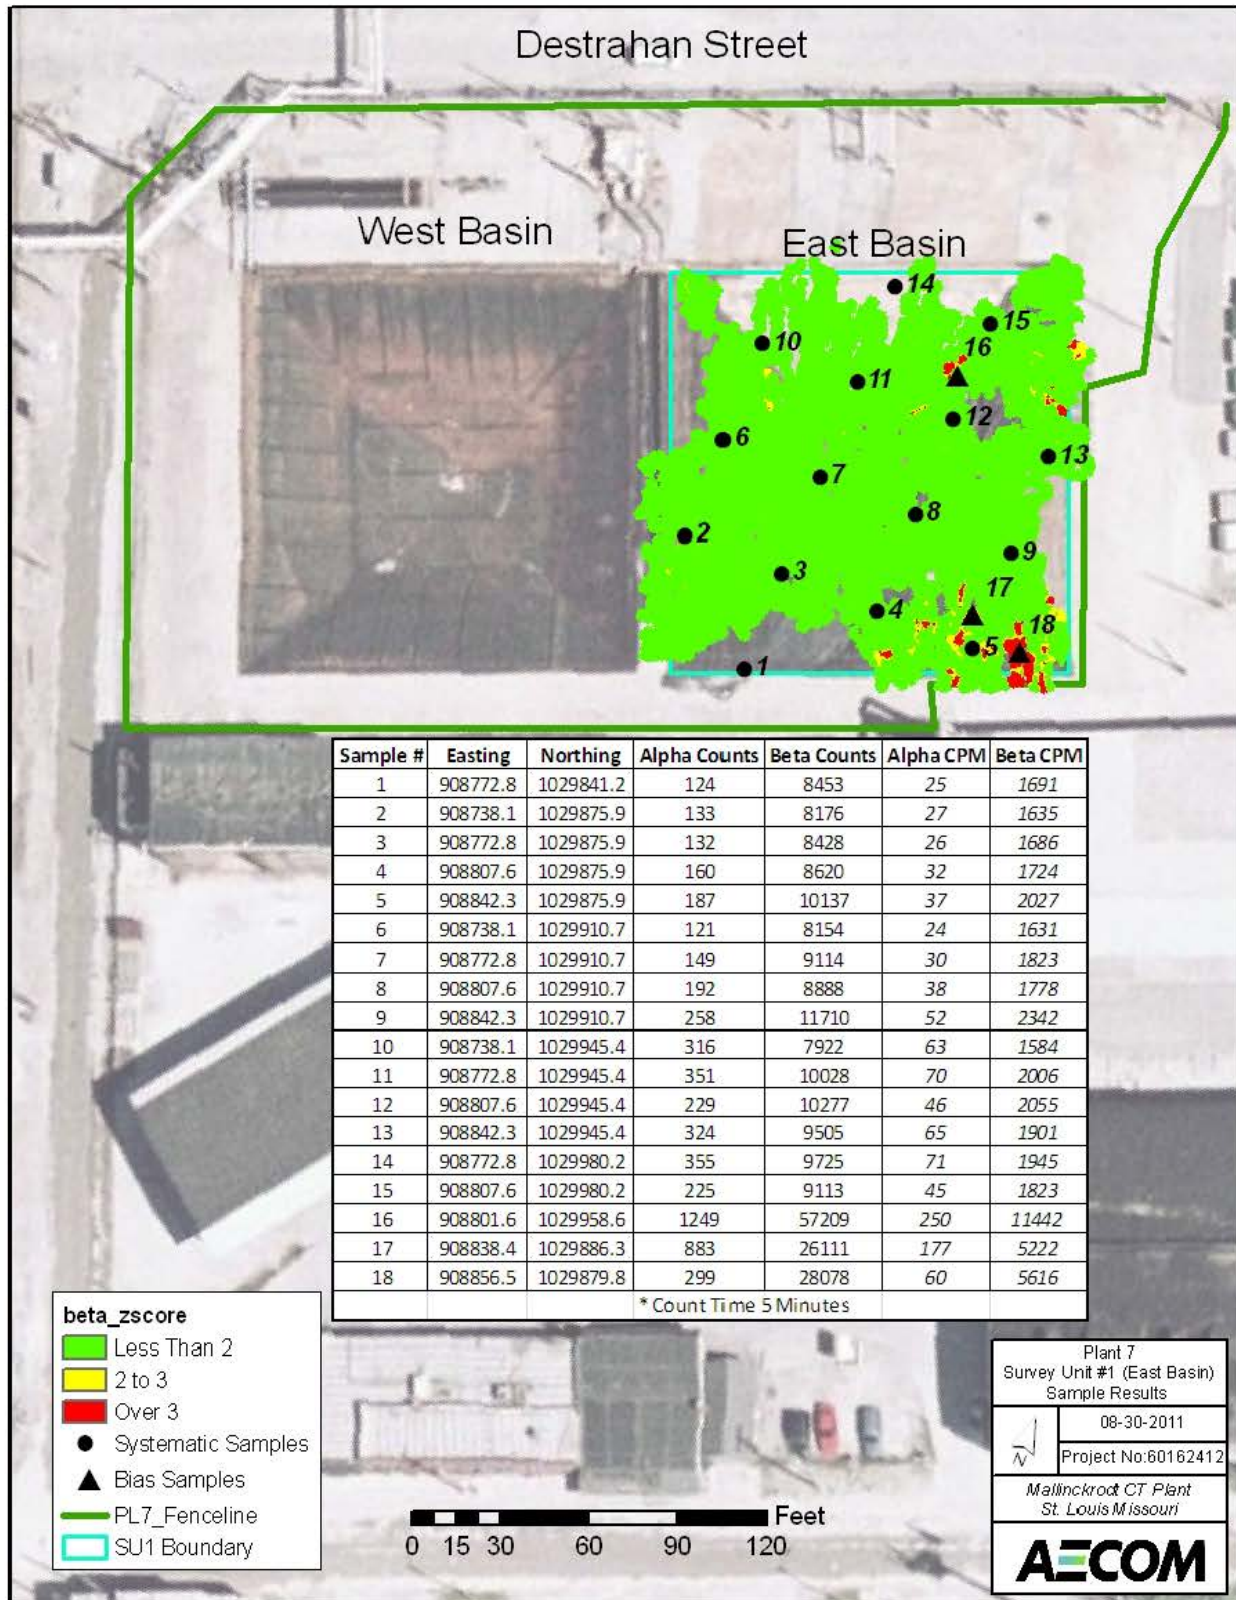 Destrahan Street
West Basin
East Basin
14
15
10
16
11
12
6
13
7
8
2
9
3
17
4
18
5
1
Sample # Easting Northing Alpha Counts Beta Counts Alpha CPM Beta CPM
1 908772.8 1029841.2 124 8453 25 1691
2 908738.1 1029875.9 133 8176 27 1635
3 908772.8 1029875.9 132 8428 26 1686
4 908807.6 1029875.9 160 8620 32 1724
5 908842.3 1029875.9 187 10137 37 2027
6 908738.1 1029910.7 121 8154 24 1631
7 908772.8 1029910.7 149 9114 30 1823
8 908807.6 1029910.7 192 8888 38 1778
9 908842.3 1029910.7 258 11710 52 2342
10 908738.1 1029945.4 316 7922 63 1584
11 908772.8 1029945.4 351 10028 70 2006
12 908807.6 1029945.4 229 10277 46 2055
13 908842.3 1029945.4 324 9505 65 1901
14 908772.8 1029980.2 355 9725 71 1945
15 908807.6 1029980.2 225 9113 45 1823
16 908801.6 1029958.6 1249 57209 250 11442
17 908838.4 1029886.3 883 26111 177 5222
18 908856.5 1029879.8 299 28078 60 5616
* Count Time 5 Minutes
beta_zscore
Less Than 2
2 to 3
Over 3
Systematic Samples
Bias Samples
PL7_Fenceline
SU1 Boundary
Feet
0 15 30 60 90 120
Plant 7
Survey Unit #1 (East Basin)
Sample Results
08-30-2011
N
Project No:60162412
Mallinckrodt CT Plant
St. Louis Missouri
AECOM